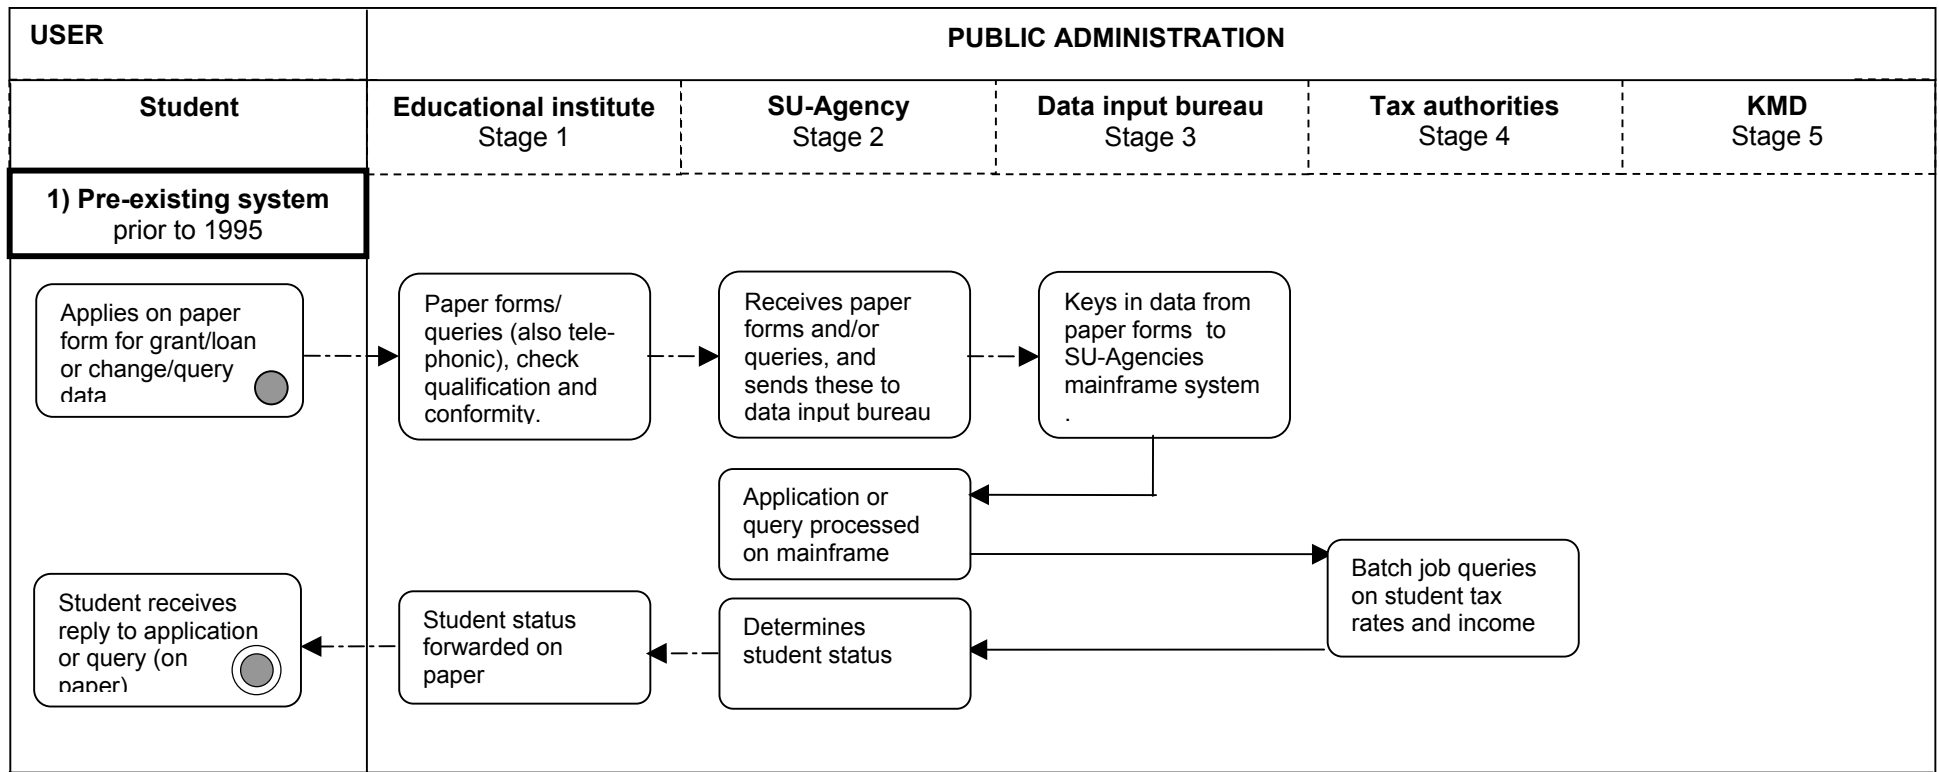 USER
PUBLIC ADMINISTRATION
Student
Educational institute
Stage 1
SU-Agency
Stage 2
Data input bureau
Stage 3
Tax authorities
Stage 4
KMD
Stage 5
1) Pre-existing system
prior to 1995
Applies on paper
form for grant/loan
or change/query
data
Paper forms/
queries (also tele-
phonic), check
qualification and
conformity.
Receives paper
forms and/or
queries, and
sends these to
data input bureau
Keys in data from
paper forms to
SU-Agencies
mainframe system
.
Application or
query processed
on mainframe
Batch job queries
on student tax
rates and income
Student receives
reply to application
or query (on
paper)
Student status
forwarded on
paper
Determines
student status